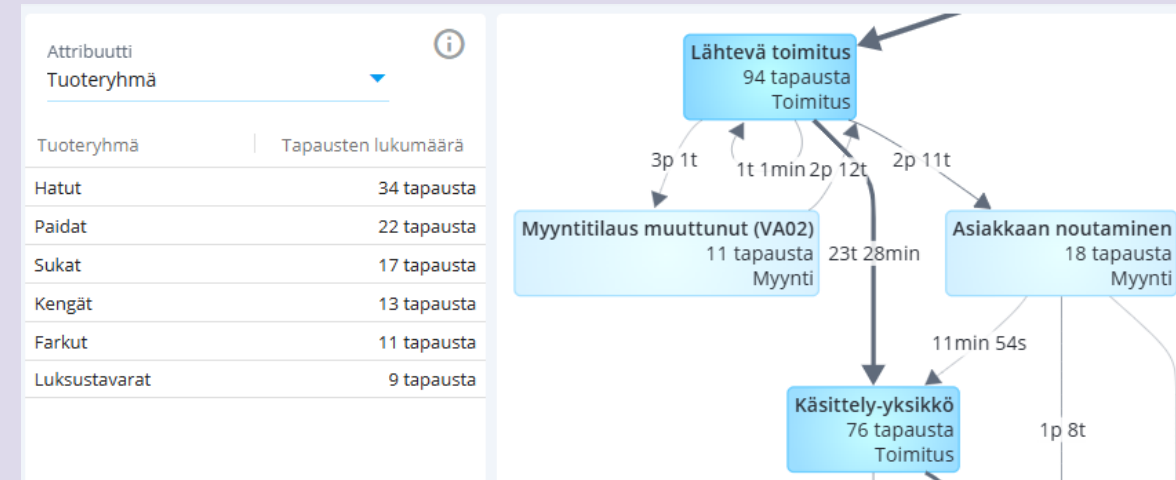 Attribuutti
Tuoteryhmä
Tuoteryhmä Tapausten lukumäärä
Hatut 34 tapausta
Paidat 22 tapausta
Sukat 17 tapausta
Kengät 13 tapausta
Farkut 11 tapausta
Luksustavarat 9 tapausta
Lähtevä toimitus
94 tapausta
Toimitus
3p 1t
1t 1min
2p 12t
2p 11t
Myyntitilaus muuttunut (VA02)
11 tapausta
Myynti
23t 28min
Asiakkaan noutaminen
18 tapausta
Myynti
11min 54s
Käsittely-yksikkö
76 tapausta
Toimitus
1p 8t